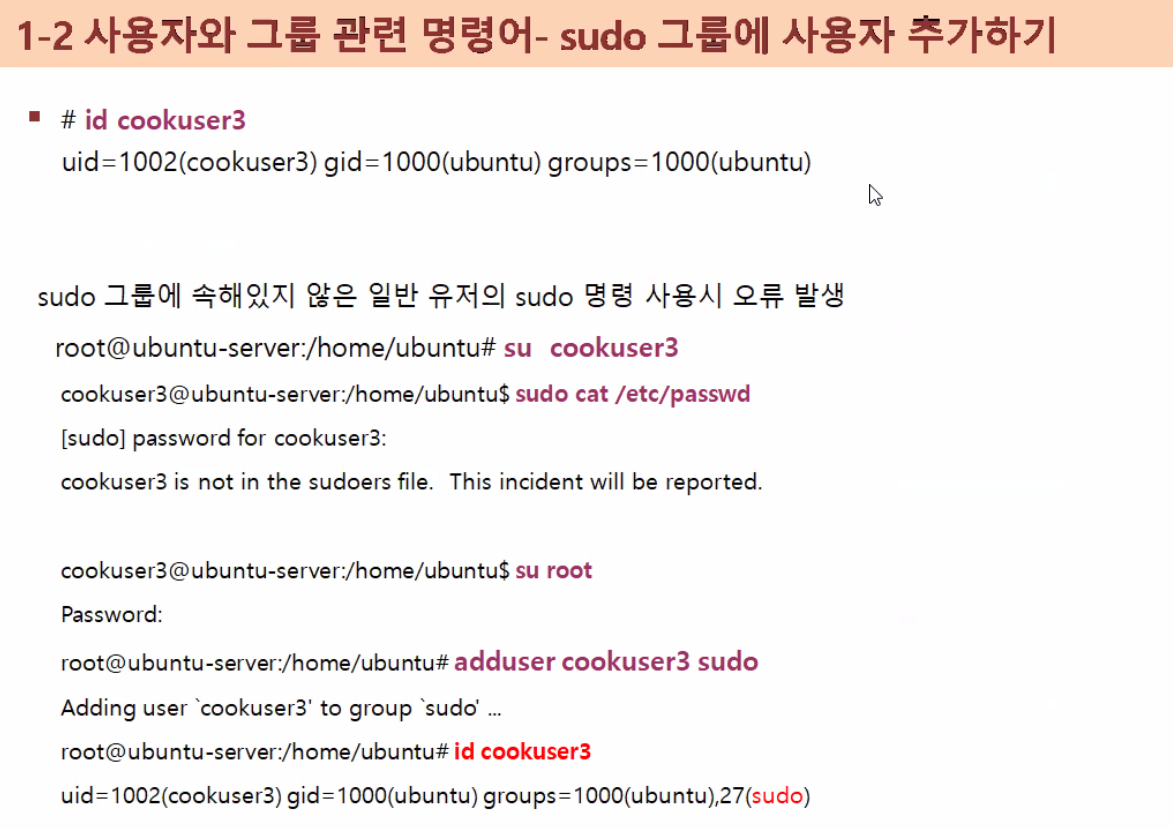 1-2 사용자와 그룹 관련 명령어- sudo 그룹에 사용자 추가하기
# id cookuser3
uid=1002(cookuser3) gid=1000(ubuntu) groups=1000(ubuntu)
sudo 그룹에 속해있지 않은 일반 유저의 sudo 명령 사용시 오류 발생
root@ubuntu-server:/home/ubuntu# su cookuser3
cookuser3@ubuntu-server:/home/ubuntu$ sudo cat /etc/passwd
[sudo] password for cookuser3:
cookuser3 is not in the sudoers file. This incident will be reported.
cookuser3@ubuntu-server:/home/ubuntu$ su root
Password:
root@ubuntu-server:/home/ubuntu# adduser cookuser3 sudo
Adding user `cookuser3' to group `sudo' ...
root@ubuntu-server:/home/ubuntu# id cookuser3
uid=1002(cookuser3) gid=1000(ubuntu) groups=1000(ubuntu),27(sudo)